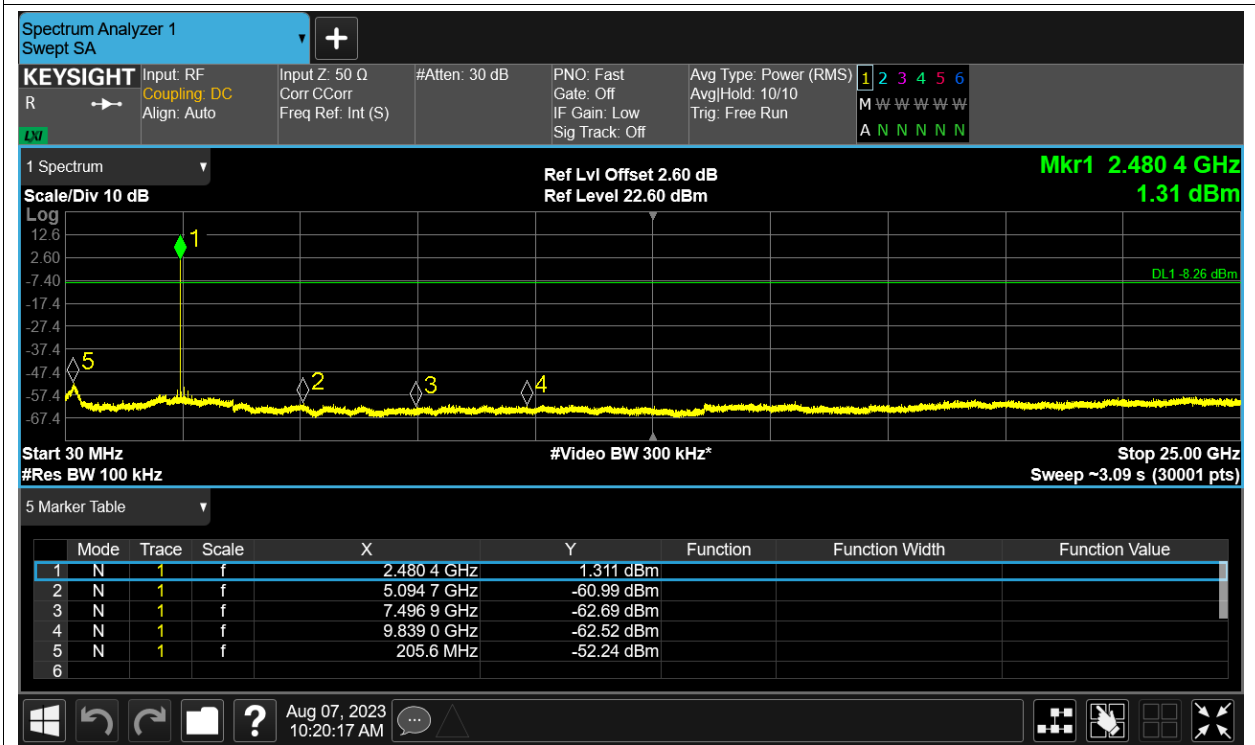 Spectrum Analyzer 1
Swept SA
KEYSIGHT
R
LXI
Input: RF
Coupling: DC
Align: Auto
Input Z: 50 Ω
Corr CCorr
Freq Ref: Int (S)
#Atten: 30 dB
PNO: Fast
Gate: Off
IF Gain: Low
Sig Track: Off
Avg Type: Power (RMS)
Avg|Hold: 10/10
Trig: Free Run
1 2 3 4 5 6
M W W W W W
A N N N N N
1 Spectrum
Scale/Div 10 dB
Ref Lvl Offset 2.60 dB
Ref Level 22.60 dBm
Mkr1 2.480 4 GHz
1.31 dBm
Log
12.6
2.60
-7.40
-17.4
-27.4
-37.4
-47.4
-57.4
-67.4
1
DL1 -8.26 dBm
5
2
3
4
Start 30 MHz
#Res BW 100 kHz
#Video BW 300 kHz*
Stop 25.00 GHz
Sweep ~3.09 s (30001 pts)
5 Marker Table
Mode Trace Scale X Y Function Function Width Function Value
1 N 1 f 2.480 4 GHz 1.311 dBm
2 N 1 f 5.094 7 GHz -60.99 dBm
3 N 1 f 7.496 9 GHz -62.69 dBm
4 N 1 f 9.839 0 GHz -62.52 dBm
5 N 1 f 205.6 MHz -52.24 dBm
6
?
Aug 07, 2023
10:20:17 AM